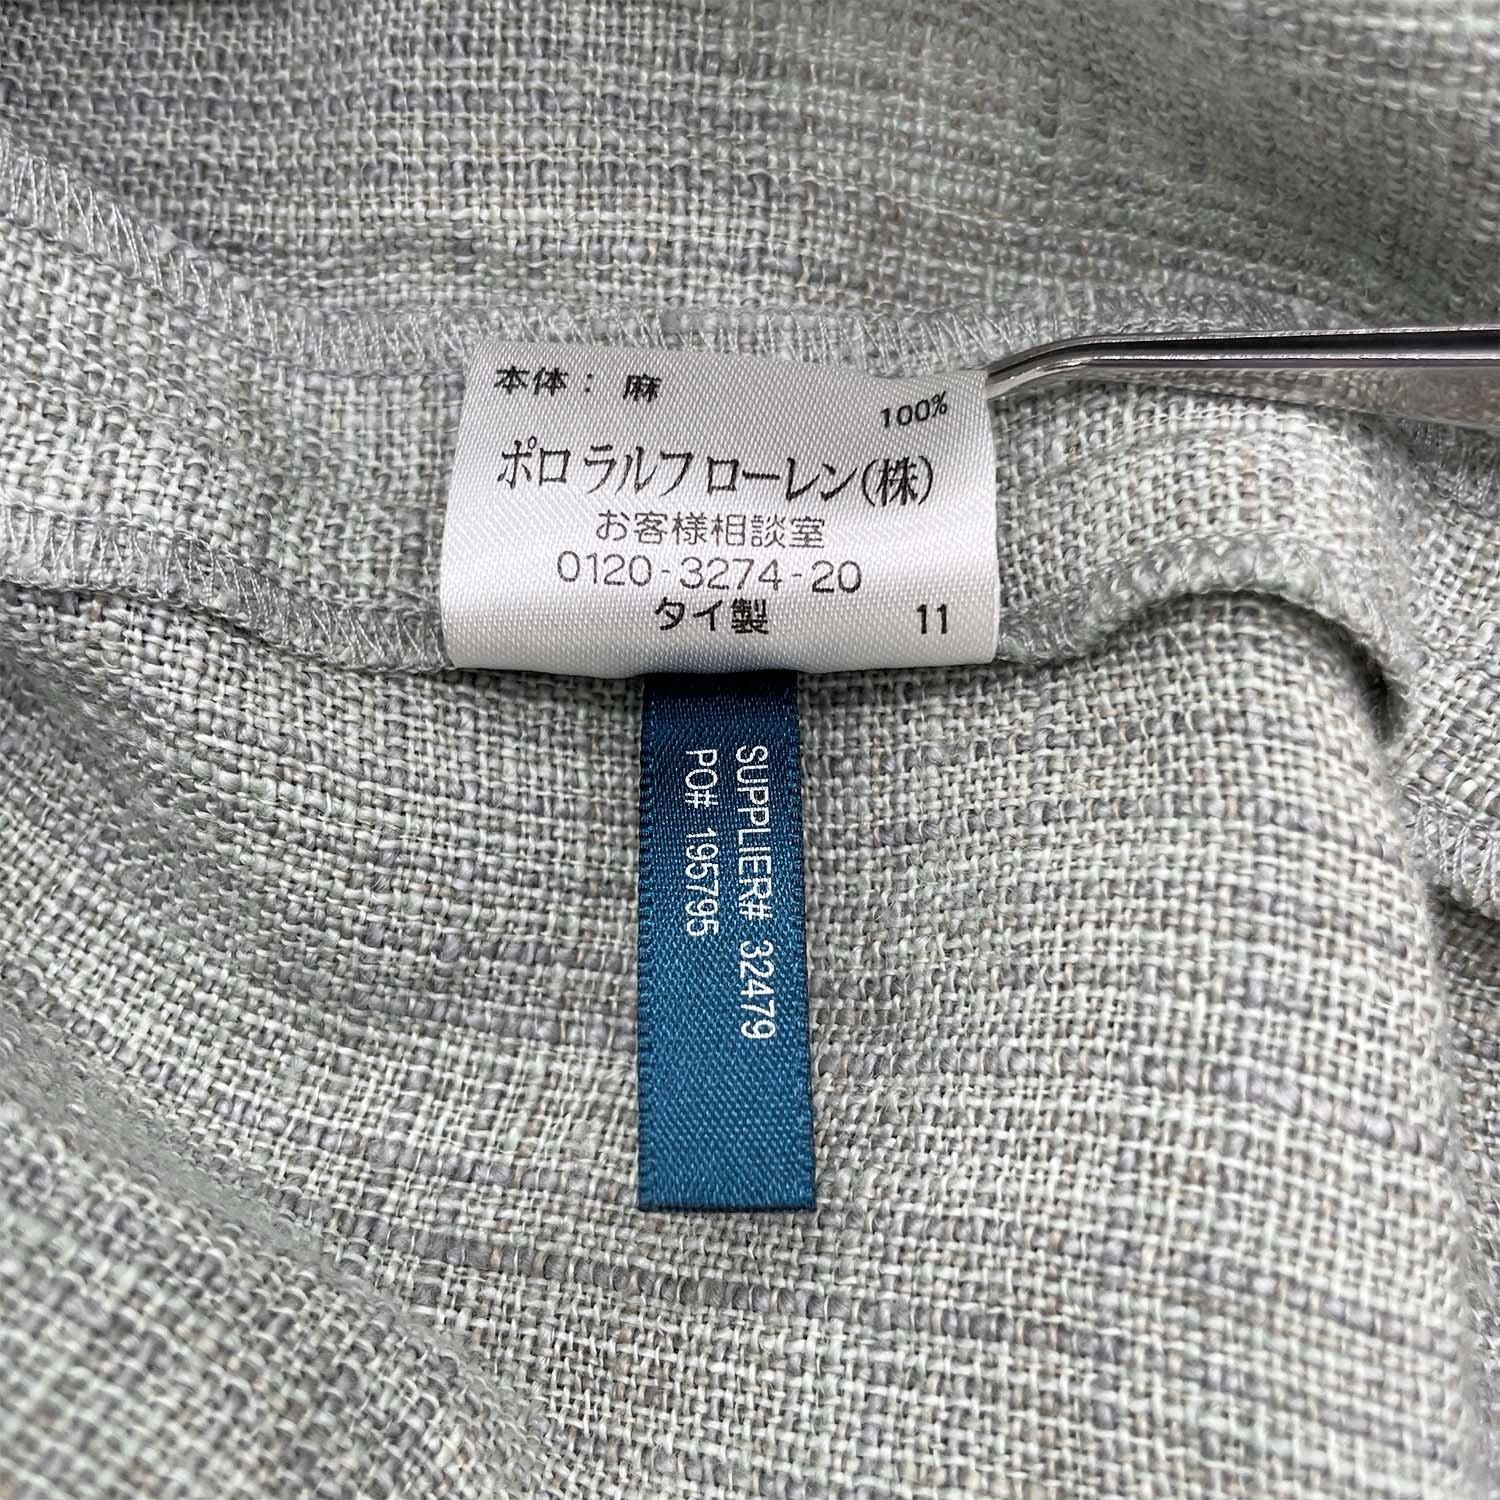 本体： 麻 100%
ポロ ラルフ ローレン(株)
お客様相談室
0120-3274-20
タイ製 11
SUPPLIER# 32479
PO# 195795